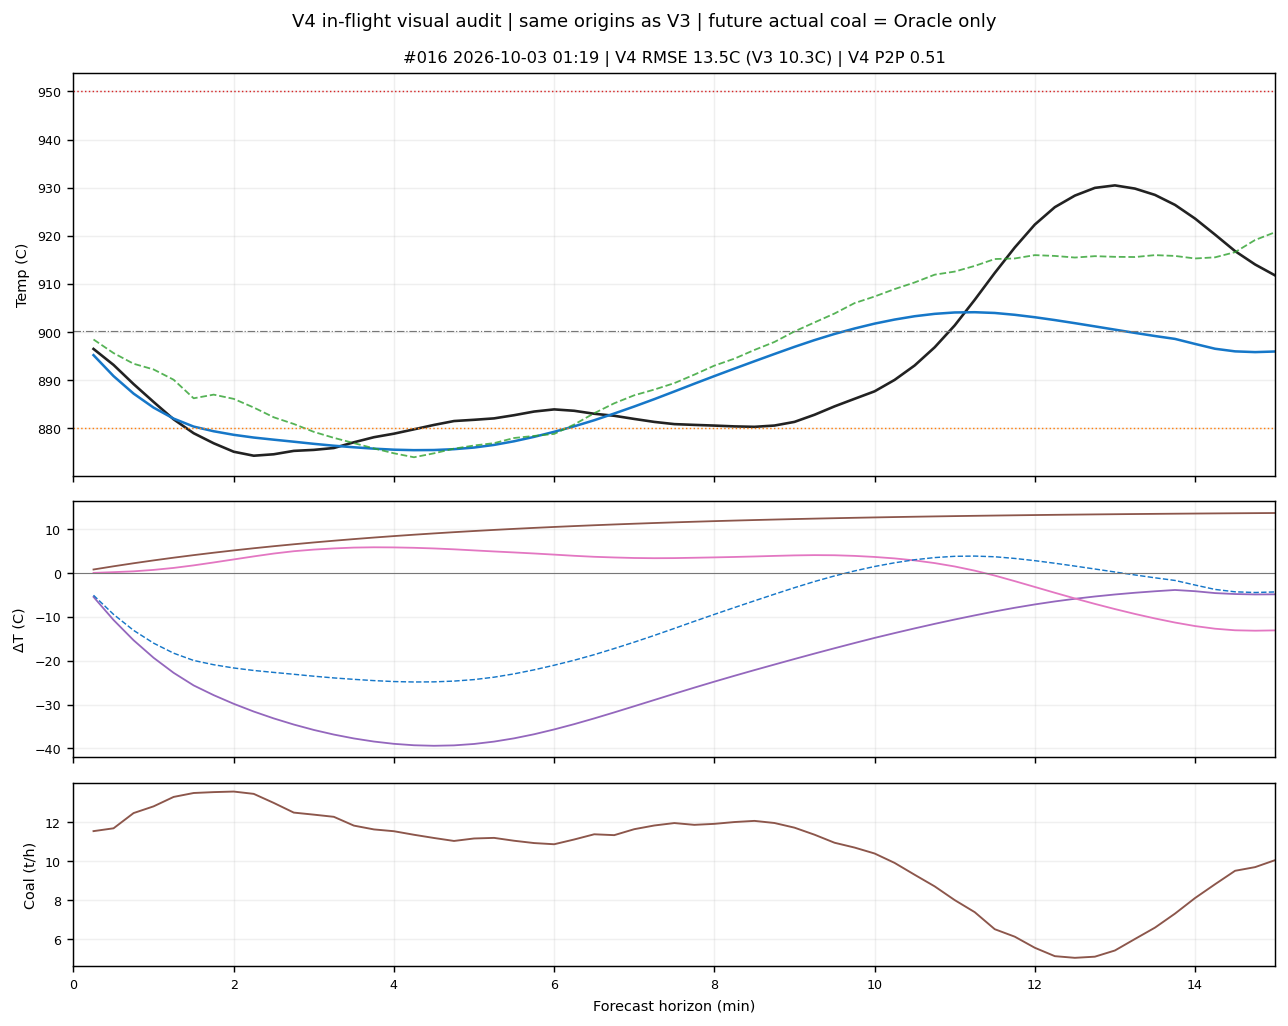 V4 in-flight visual audit | same origins as V3 | future actual coal = Oracle only
#016 2026-10-03 01:19 | V4 RMSE 13.5C (V3 10.3C) | V4 P2P 0.51
950
940
930
920
910
900
890
880
Temp (C)
10
0
−10
−20
−30
−40
ΔT (C)
12
10
8
6
Coal (t/h)
0 2 4 6 8 10 12 14
Forecast horizon (min)